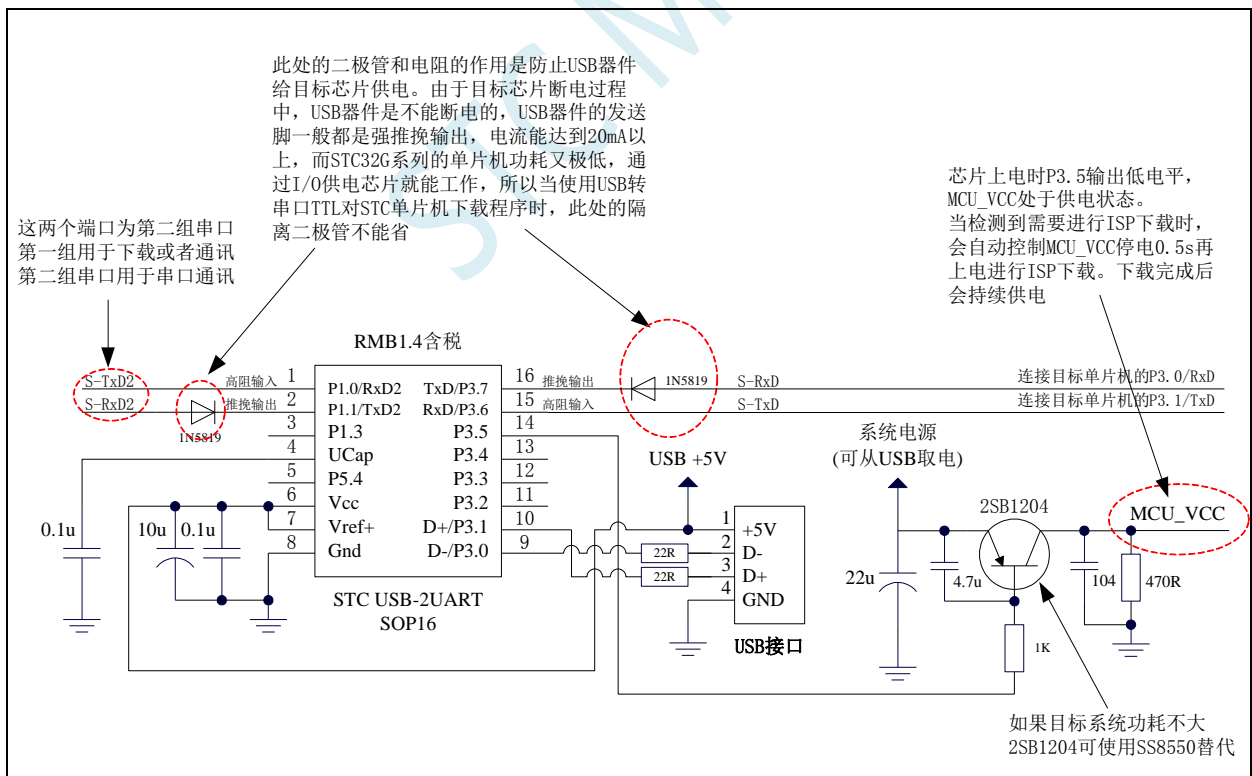 STC M
此处的二极管和电阻的作用是防止USB器件
给目标芯片供电。由于目标芯片断电过程
中，USB器件是不能断电的，USB器件的发送
脚一般都是强推挽输出，电流能达到20mA以
上，而STC32G系列的单片机功耗又极低，通
过I/O供电芯片就能工作，所以当使用USB转
串口TTL对STC单片机下载程序时，此处的隔
离二极管不能省
芯片上电时P3.5输出低电平，
MCU_VCC处于供电状态。
当检测到需要进行ISP下载时，
会自动控制MCU_VCC停电0.5s再
上电进行ISP下载。下载完成后
会持续供电
这两个端口为第二组串口
第一组用于下载或者通讯
第二组串口用于串口通讯
RMB1.4含税
S-TxD2 高阻输入 1 P1.0/RxD2 TxD/P3.7 16 推挽输出 1N5819 S-RxD 连接目标单片机的P3.0/RxD
S-RxD2 1N5819 推挽输出 2 P1.1/TxD2 RxD/P3.6 15 高阻输入 S-TxD 连接目标单片机的P3.1/TxD
3 P1.3 P3.5 14
4 UCap P3.4 13
5 P5.4 P3.3 12
6 Vcc P3.2 11
7 Vref+ D+/P3.1 10
8 Gnd D-/P3.0 9
0.1u
10u
0.1u
STC USB-2UART
SOP16
USB +5V
22R
22R
1 +5V
2 D-
3 D+
4 GND
USB接口
系统电源
(可从USB取电)
2SB1204
MCU_VCC
22u
4.7u
104
470R
1K
如果目标系统功耗不大
2SB1204可使用SS8550替代